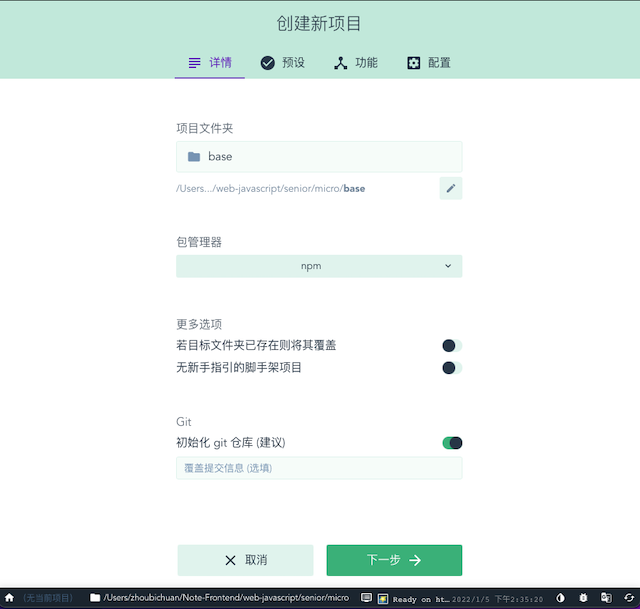 创建新项目
详情 预设 功能 配置
项目文件夹
base
/Users.../web-javascript/senior/micro/base
包管理器
npm
更多选项
若目标文件夹已存在则将其覆盖
无新手指引的脚手架项目
Git
初始化 git 仓库 (建议)
覆盖提交信息 (选填)
取消 下一步
[无当前项目] /Users/zhoubichuan/Note-Frontend/web-javascript/senior/micro Ready on ht… 2022/1/5 下午2:35:20